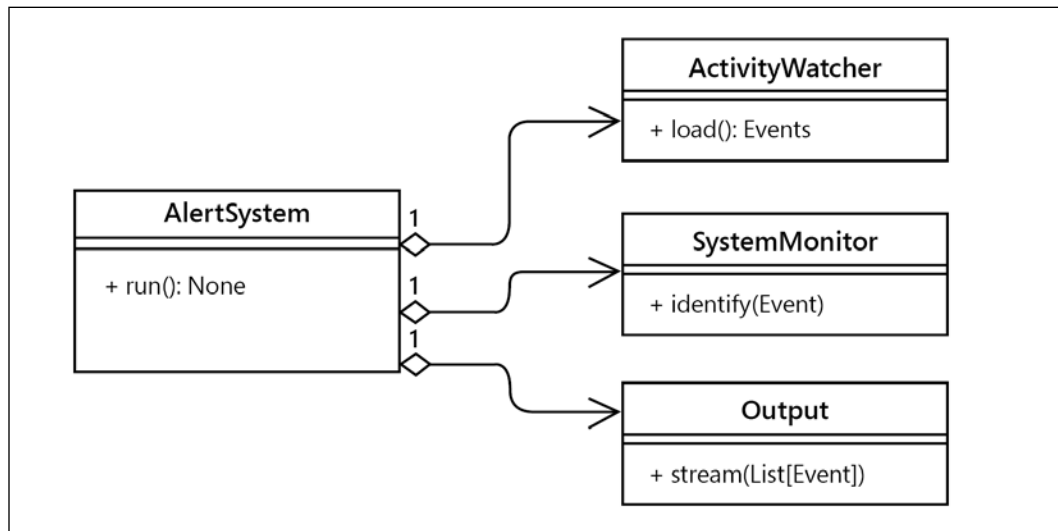 AlertSystem
+ run(): None
1
1
1
ActivityWatcher
+ load(): Events
SystemMonitor
+ identify(Event)
Output
+ stream(List[Event])